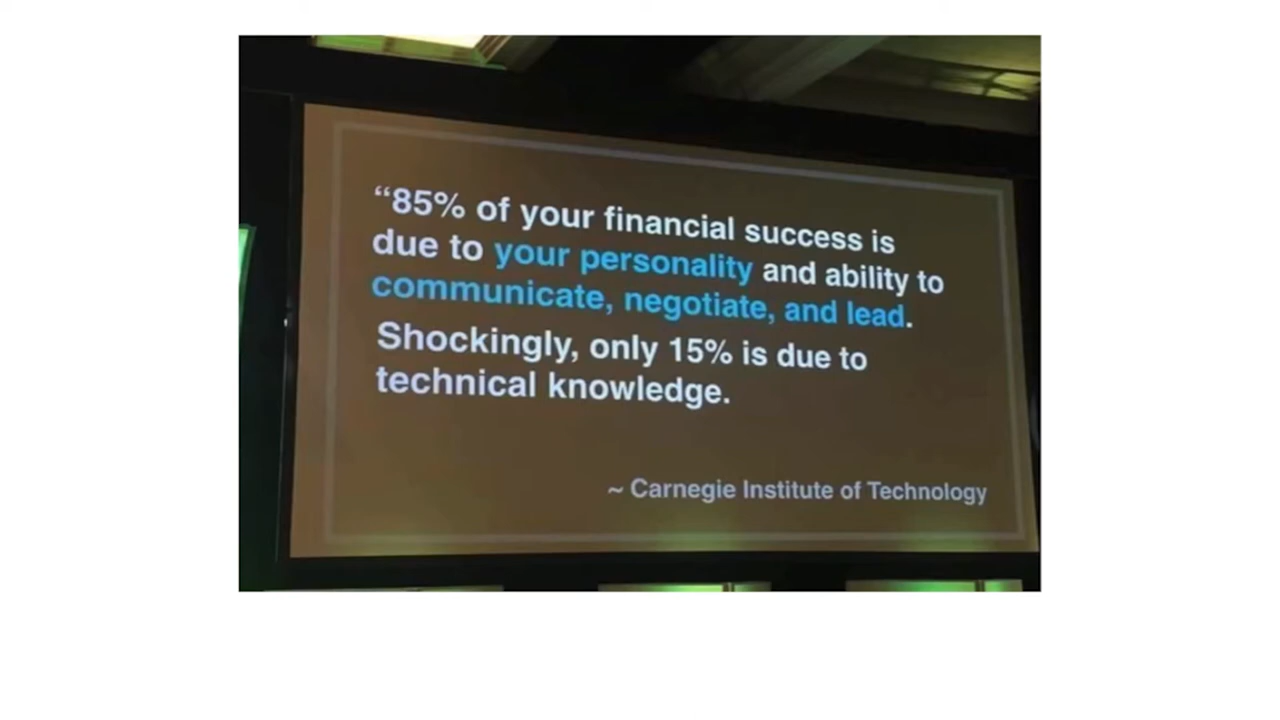 “85% of your financial success is
due to your personality and ability to
communicate, negotiate, and lead.
Shockingly, only 15% is due to
technical knowledge.
~ Carnegie Institute of Technology